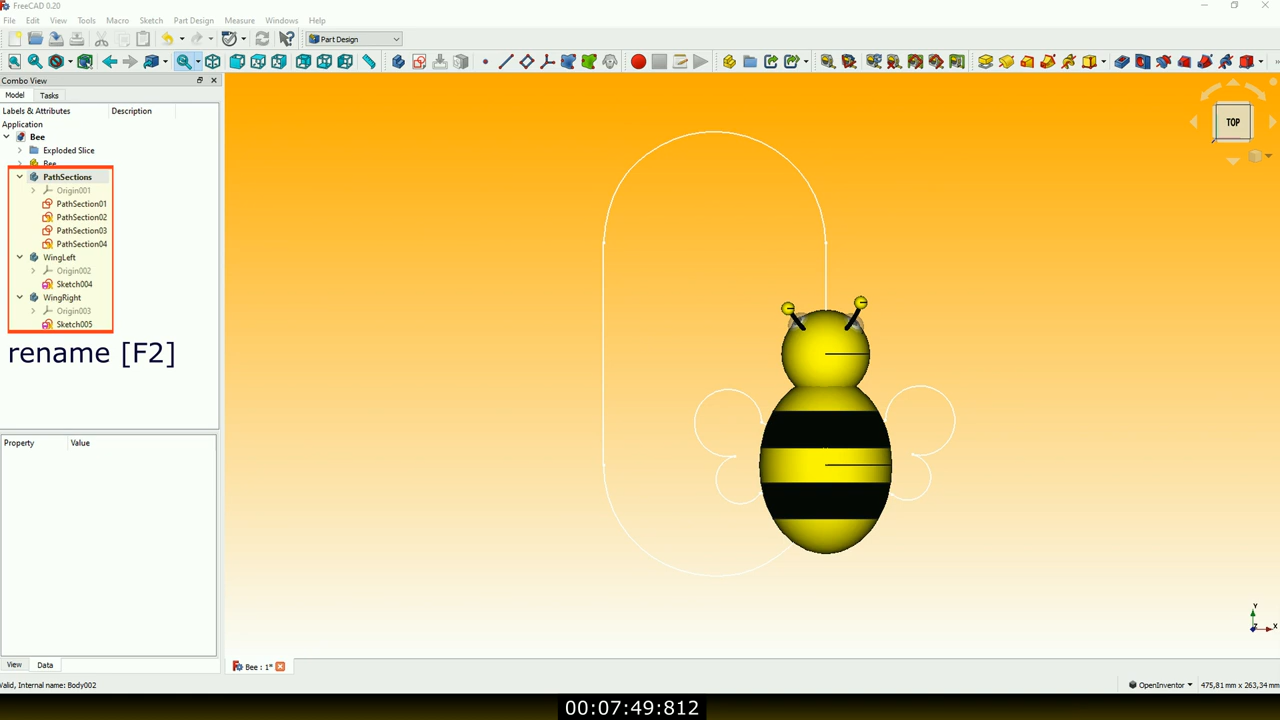 FreeCAD 0.20
File Edit View Tools Macro Sketch Part Design Measure Windows Help
Part Design
Combo View
Model Tasks
Labels & Attributes Description
Application
Bee
Exploded Slice
Bee
PathSections
Origin001
PathSection01
PathSection02
PathSection03
PathSection04
WingLeft
Origin002
Sketch004
WingRight
Origin003
Sketch005
rename [F2]
Property Value
TOP
Y
Z
X
View Data
Bee : 1*
Valid, Internal name: Body002
OpenInventor
475,81 mm x 263,34 mm
00:07:49:812